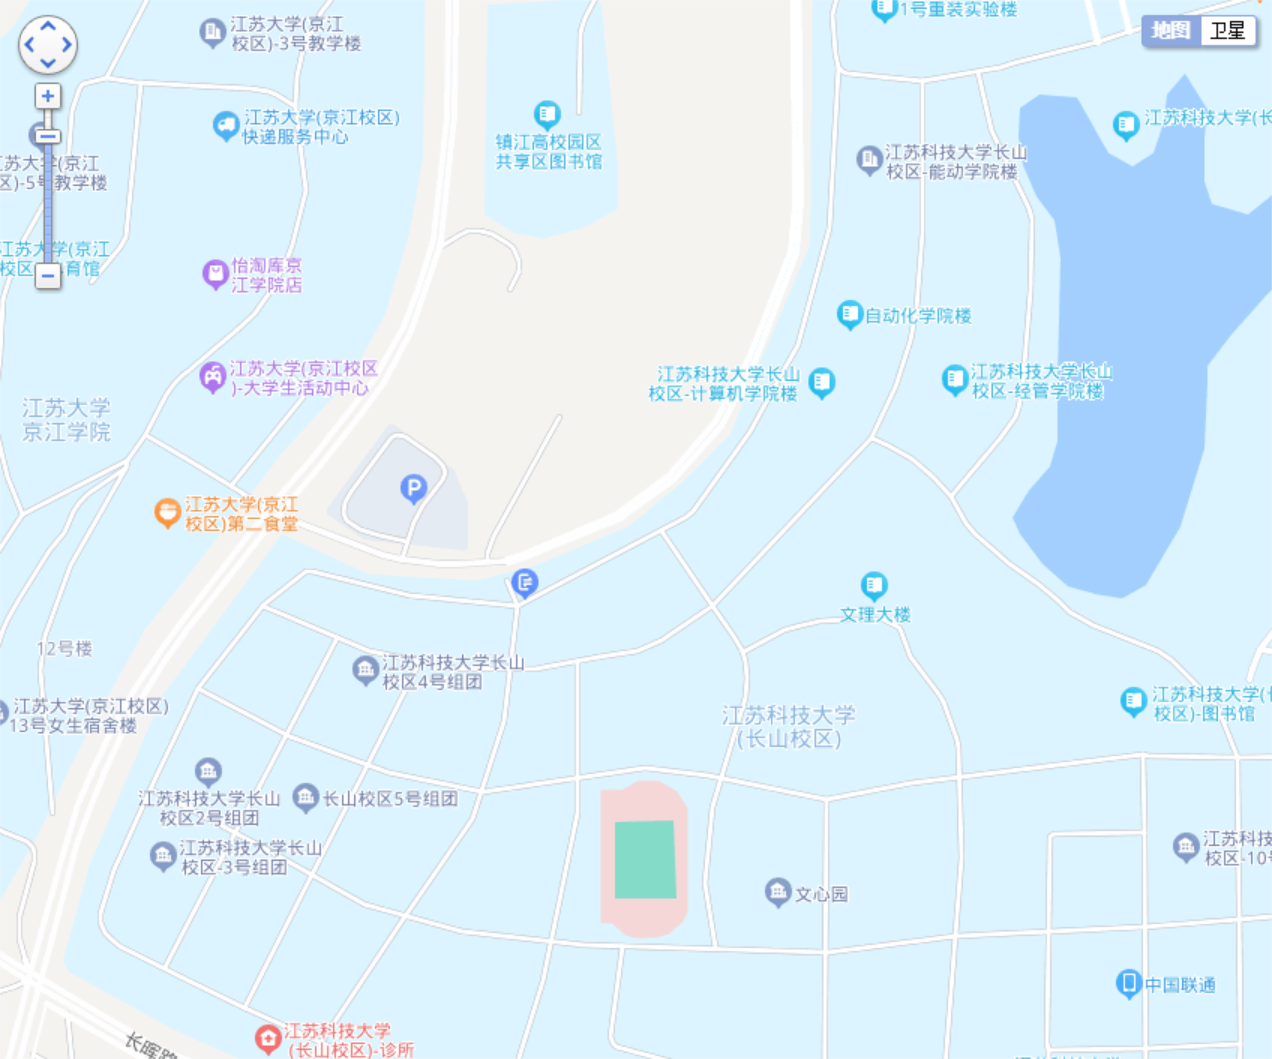 江苏大学(京江
校区)-3号教学楼
1号重装实验楼
地图
卫星
江苏大学(京江校区)
快递服务中心
镇江高校园区
共享区图书馆
江苏科技大学(长
江苏大学(京江
区)-5号教学楼
江苏科技大学长山
校区-能动学院楼
江苏大学(京江
校区
育馆
怡淘库京
江学院店
自动化学院楼
江苏大学(京江校区
)-大学生活动中心
江苏科技大学长山
校区-计算机学院楼
江苏科技大学长山
校区-经管学院楼
江苏大学
京江学院
P
江苏大学(京江
校区)第二食堂
文理大楼
12号楼
江苏科技大学长山
校区4号组团
江苏大学(京江校区)
13号女生宿舍楼
江苏科技大学
(长山校区)
江苏科技大学(长
校区)-图书馆
江苏科技大学长山
校区2号组团
长山校区5号组团
江苏科技大学长山
校区-3号组团
江苏科技
校区-10号
文心园
中国联通
江苏科技大学
(长山校区)-诊所
长晖路